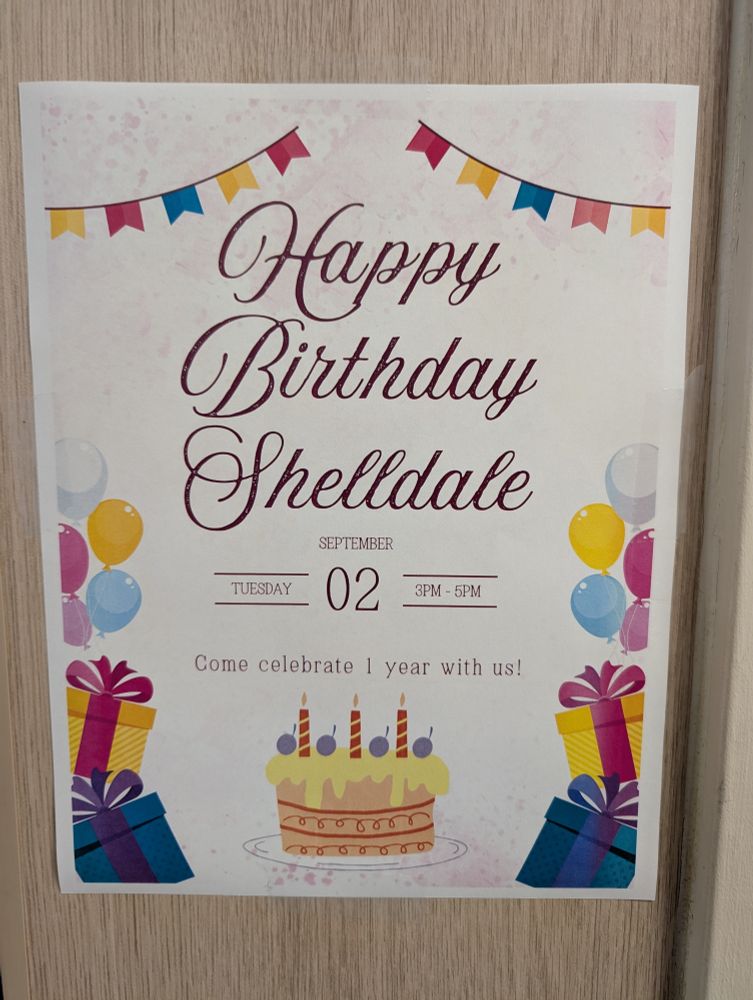 Happy
Birthday
Shelldale
SEPTEMBER
TUESDAY 02 3PM - 5PM
Come celebrate 1 year with us!